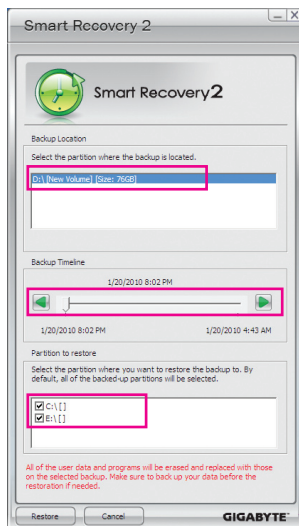 Smart Recovery 2
Smart Recovery2
Backup Location
Select the partition where the backup is located.
D:\ [New Volume] [Size: 76GB]
Backup Timeline
1/20/2010 8:02 PM
1/20/2010 8:02 PM 1/20/2010 4:43 AM
Partition to restore
Select the partition where you want to restore the backup to. By
default, all of the backed-up partitions will be selected.
C:\ [ ]
E:\ [ ]
All of the user data and programs will be erased and replaced with those
on the selected backup. Make sure to back up your data before the
restoration if needed.
Restore Cancel GIGABYTE™